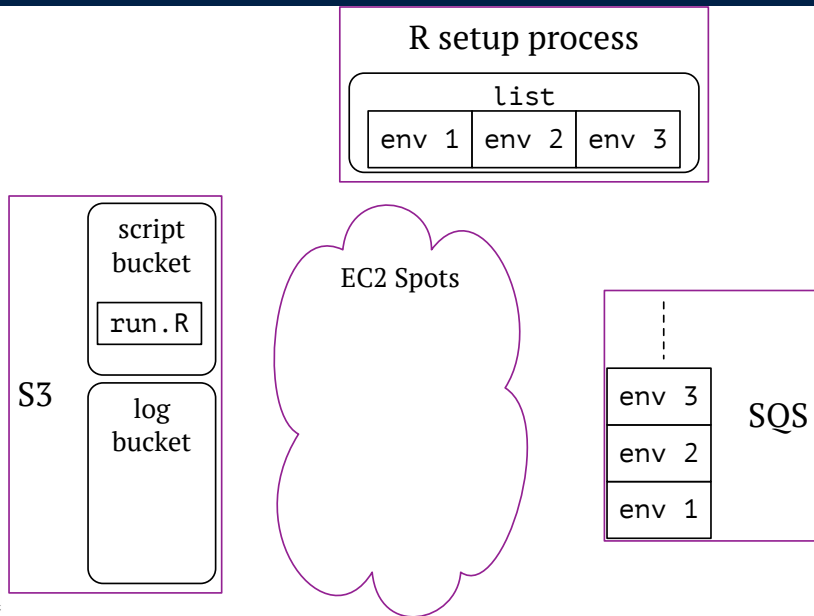 R setup process
list
env 1 env 2 env 3
S3
script
bucket
run.R
log
bucket
EC2 Spots
env 3
env 2
env 1
SQS